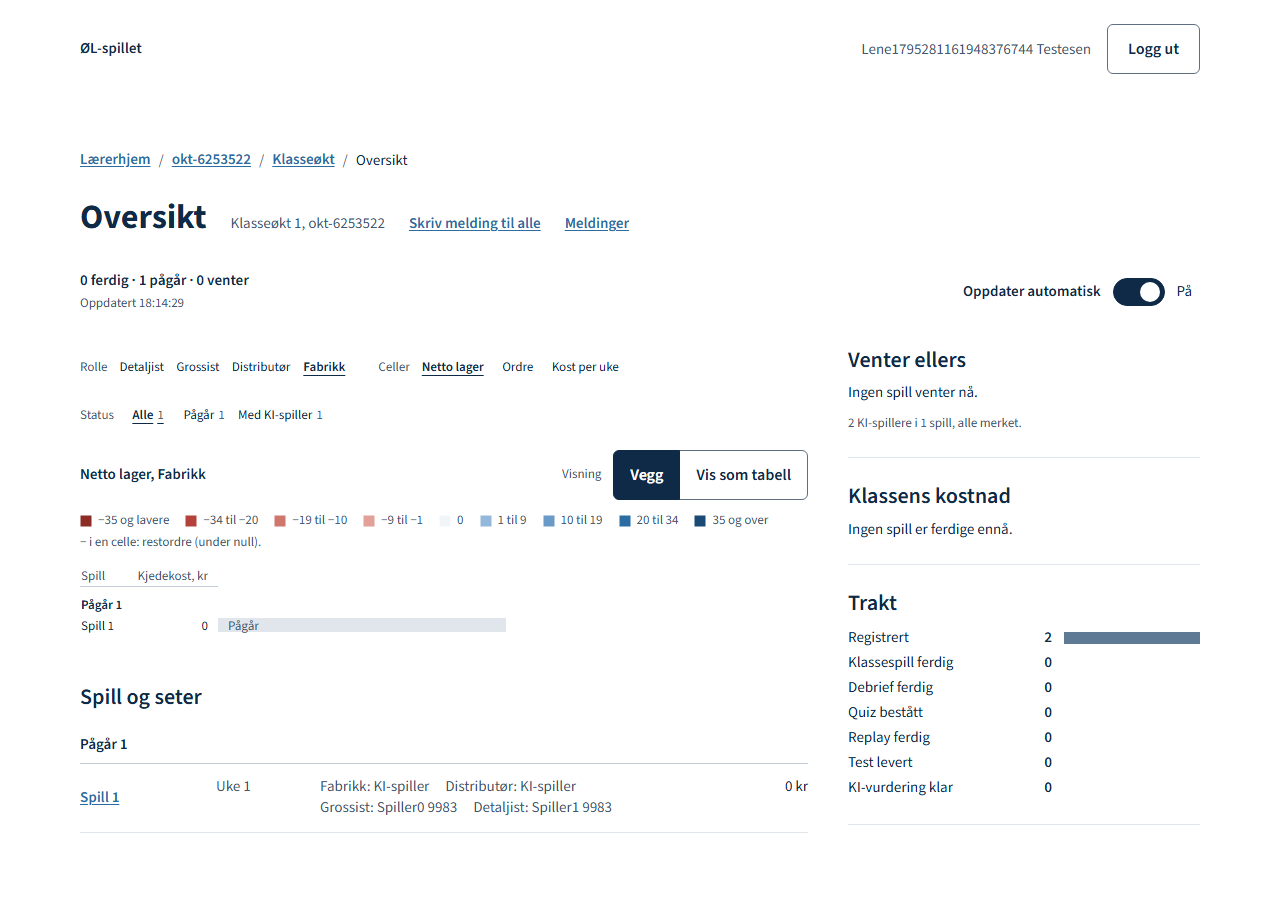 ØL-spillet
Lene1795281161948376744 Testesen
Logg ut
Lærerhjem / okt-6253522 / Klasseøkt / Oversikt
Oversikt Klasseøkt 1, okt-6253522 Skriv melding til alle Meldinger
0 ferdig · 1 pågår · 0 venter
Oppdatert 18:14:29
Oppdater automatisk På
Rolle Detaljist Grossist Distributør Fabrikk Celler Netto lager Ordre Kost per uke
Status Alle 1 Pågår 1 Med KI-spiller 1
Netto lager, Fabrikk
Visning Vegg Vis som tabell
−35 og lavere −34 til −20 −19 til −10 −9 til −1 0 1 til 9 10 til 19 20 til 34 35 og over
− i en celle: restordre (under null).
Spill Kjedekost, kr
Pågår 1
Spill 1 0 Pågår
Spill og seter
Pågår 1
Spill 1 Uke 1 Fabrikk: KI-spiller Distributør: KI-spiller 0 kr
Grossist: Spiller0 9983 Detaljist: Spiller1 9983
Venter ellers
Ingen spill venter nå.
2 KI-spillere i 1 spill, alle merket.
Klassens kostnad
Ingen spill er ferdige ennå.
Trakt
Registrert 2
Klassespill ferdig 0
Debrief ferdig 0
Quiz bestått 0
Replay ferdig 0
Test levert 0
KI-vurdering klar 0